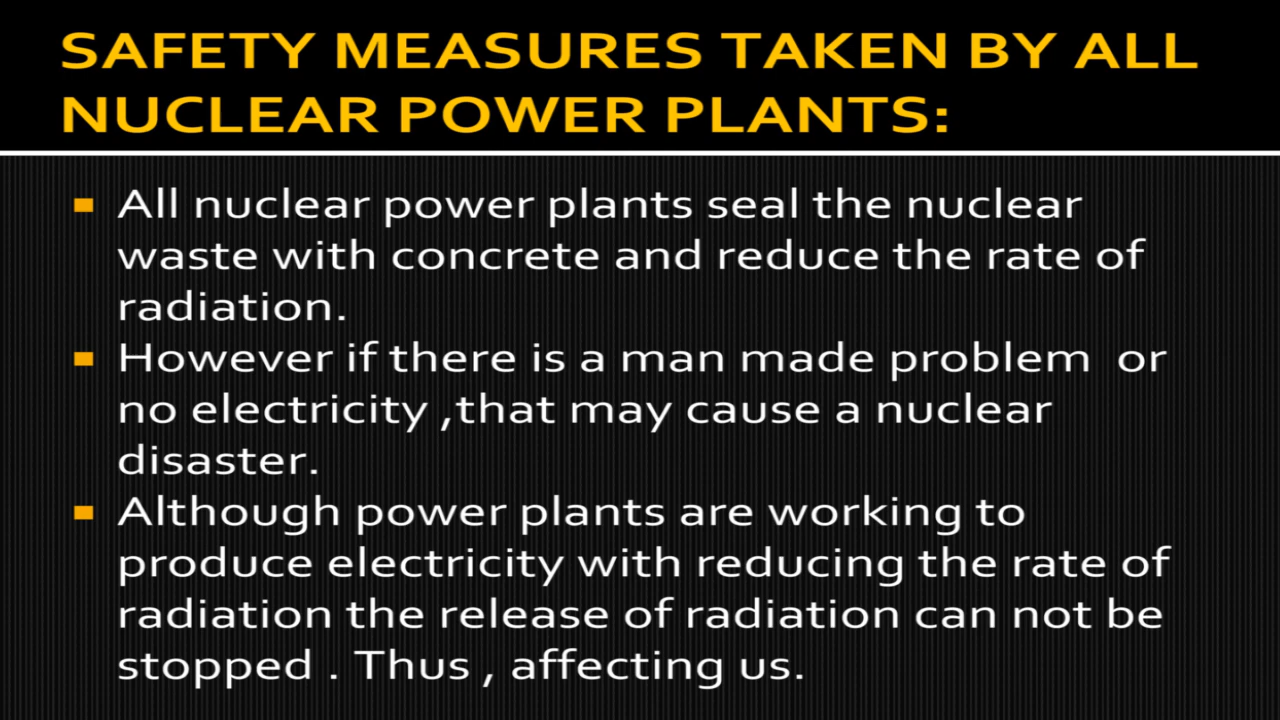 SAFETY MEASURES TAKEN BY ALL
NUCLEAR POWER PLANTS:
All nuclear power plants seal the nuclear
waste with concrete and reduce the rate of
radiation.
However if there is a man made problem  or
no electricity ,that may cause a nuclear
disaster.
Although power plants are working to
produce electricity with reducing the rate of
radiation the release of radiation can not be
stopped . Thus , affecting us.